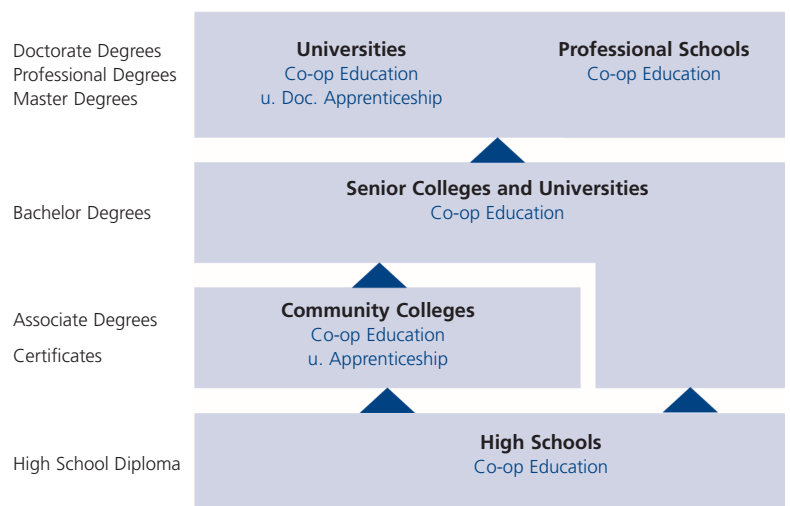 Doctorate Degrees
Professional Degrees
Master Degrees
Universities
Co-op Education
u. Doc. Apprenticeship
Professional Schools
Co-op Education
Bachelor Degrees
Senior Colleges and Universities
Co-op Education
Associate Degrees
Certificates
Community Colleges
Co-op Education
u. Apprenticeship
High School Diploma
High Schools
Co-op Education